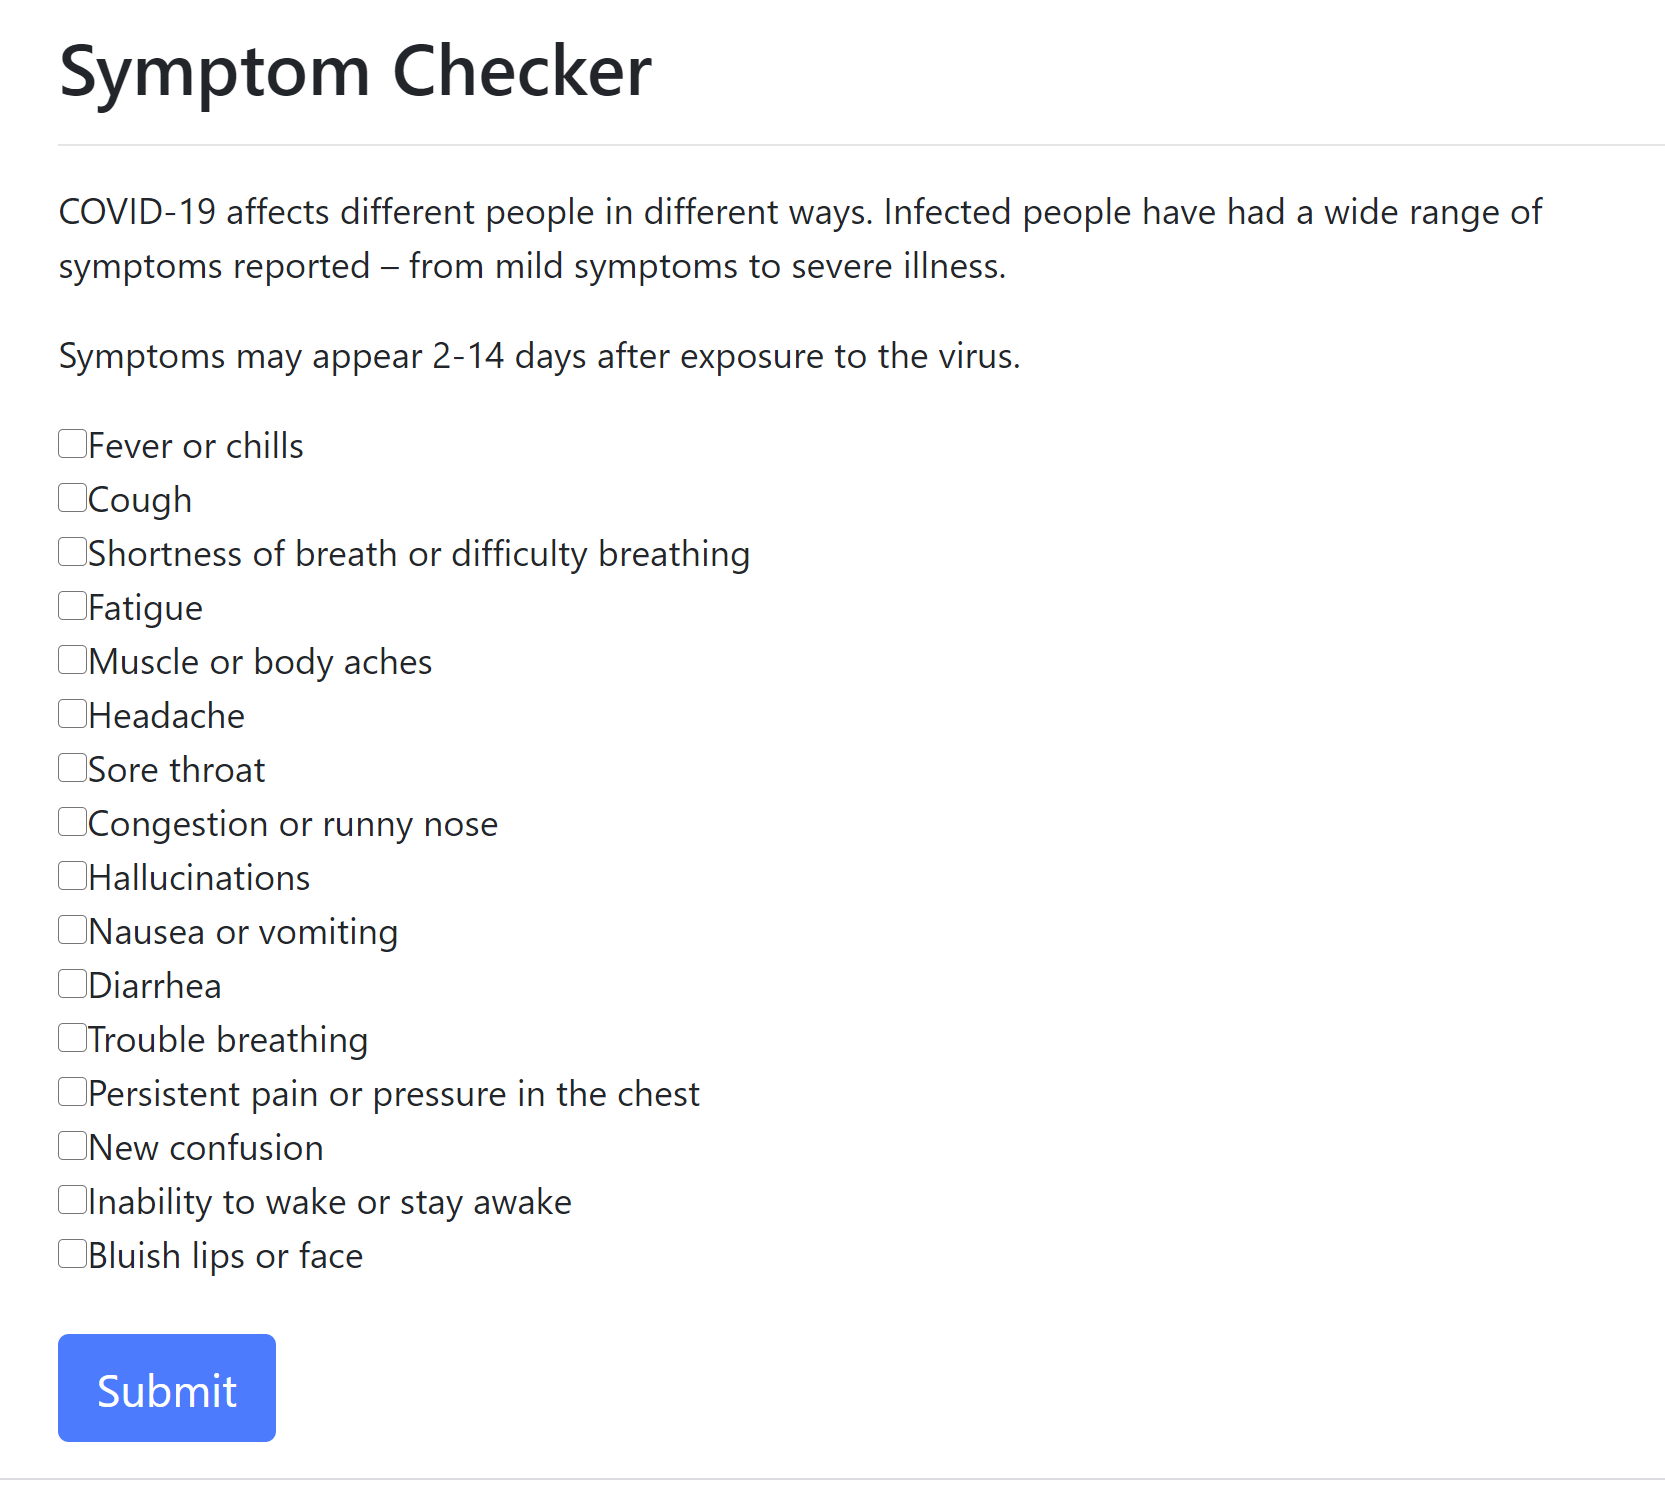 Symptom Checker
COVID-19 affects different people in different ways. Infected people have had a wide range of
symptoms reported – from mild symptoms to severe illness.
Symptoms may appear 2-14 days after exposure to the virus.
Fever or chills
Cough
Shortness of breath or difficulty breathing
Fatigue
Muscle or body aches
Headache
Sore throat
Congestion or runny nose
Hallucinations
Nausea or vomiting
Diarrhea
Trouble breathing
Persistent pain or pressure in the chest
New confusion
Inability to wake or stay awake
Bluish lips or face
Submit